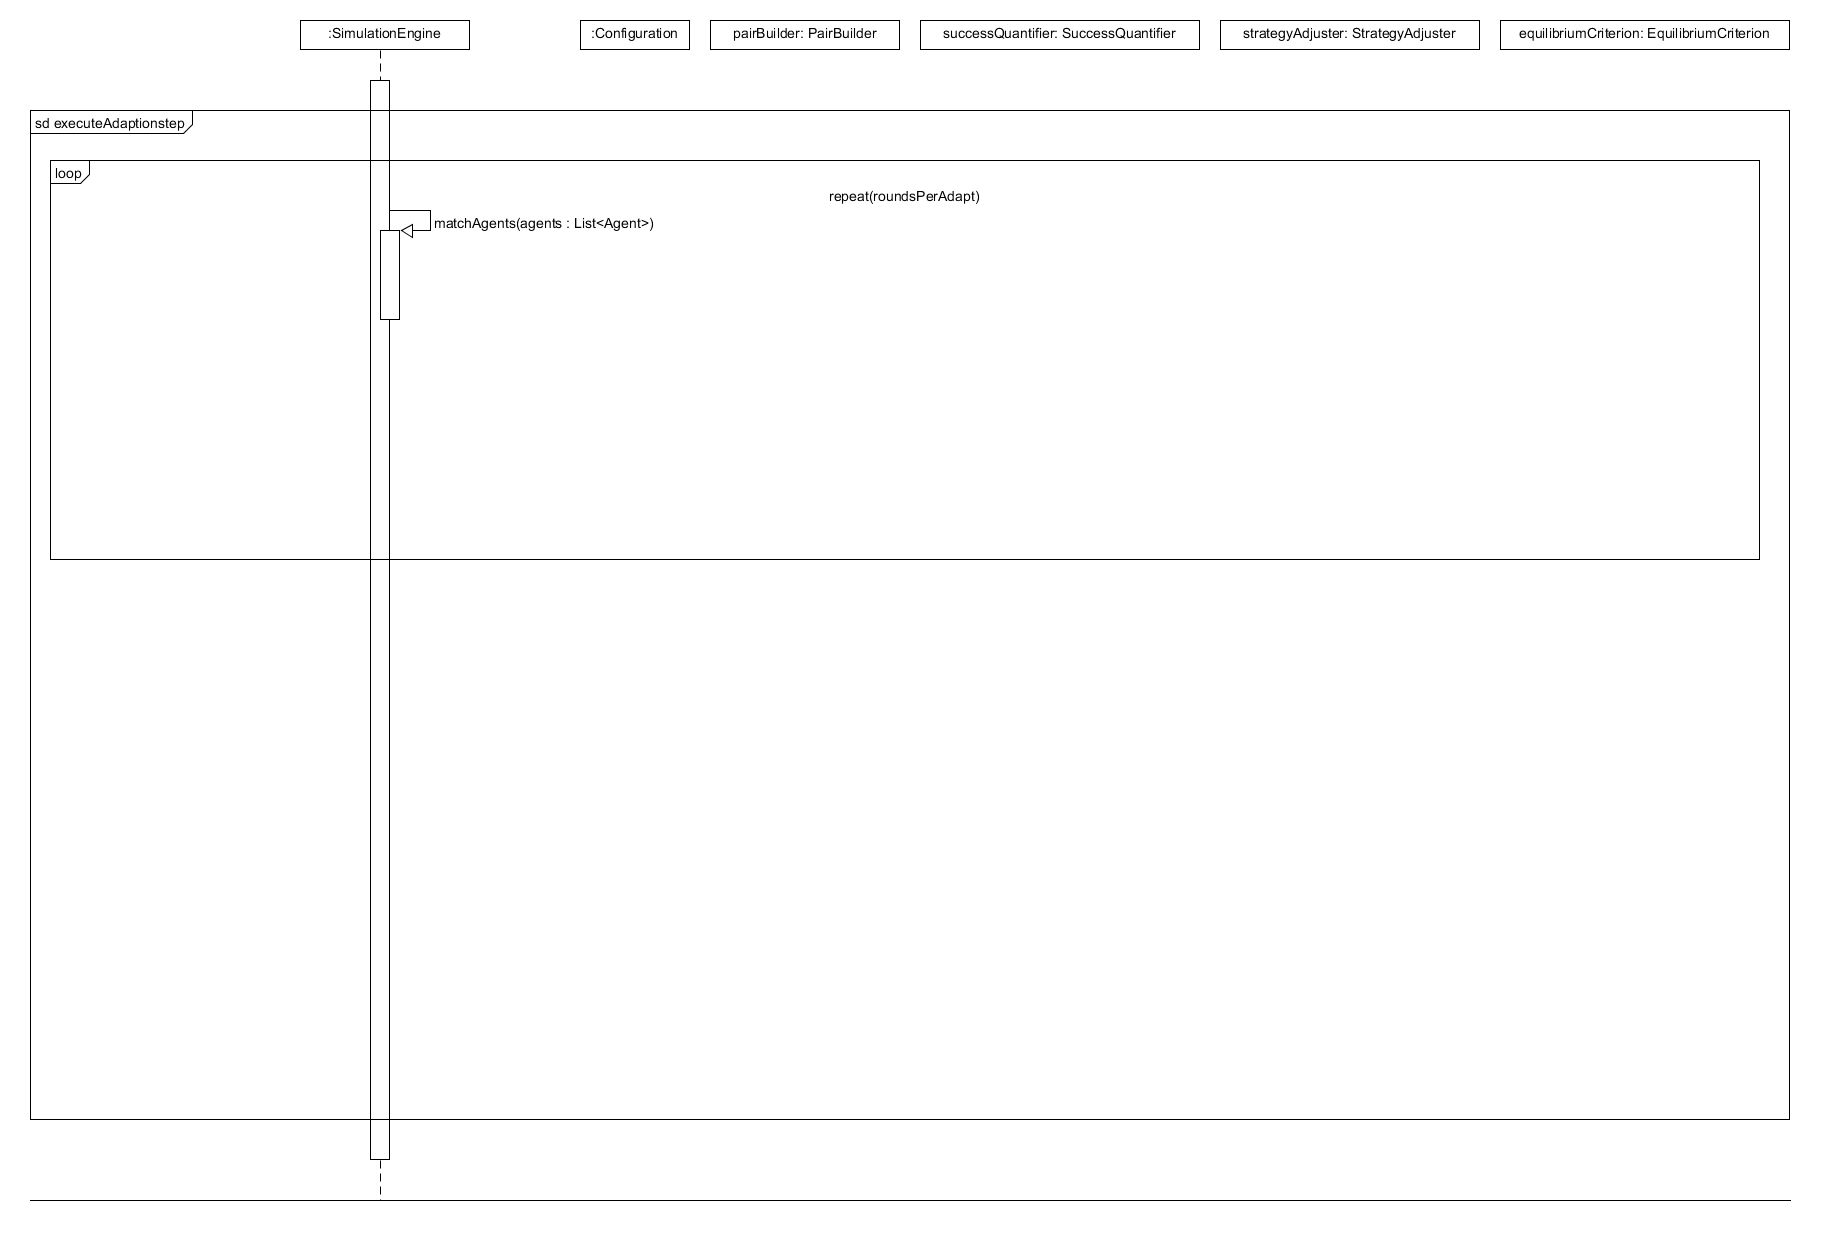 :SimulationEngine
:Configuration
pairBuilder: PairBuilder
successQuantifier: SuccessQuantifier
strategyAdjuster: StrategyAdjuster
equilibriumCriterion: EquilibriumCriterion
sd executeAdaptionstep
loop
repeat(roundsPerAdapt)
matchAgents(agents : List<Agent>)